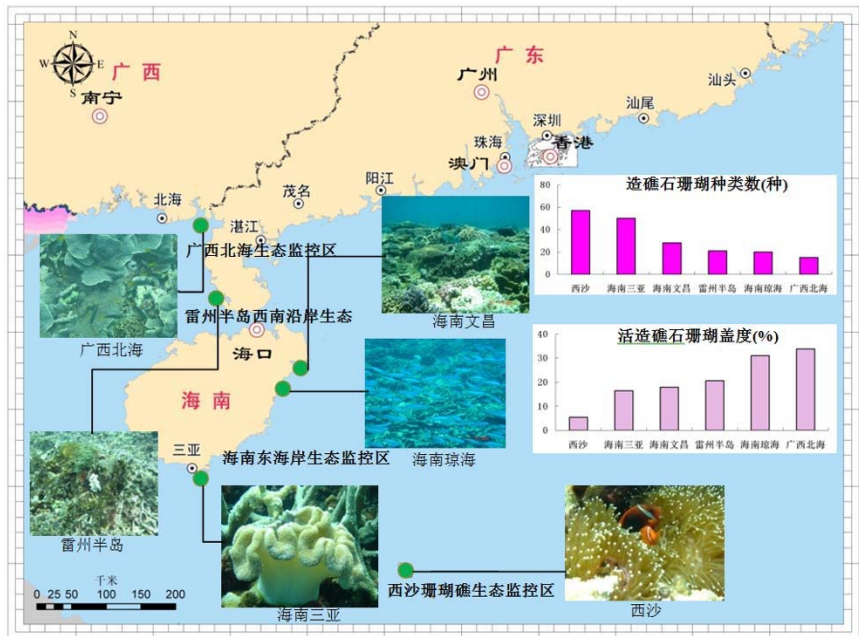 N
W
E
S
广西
南宁
广东
广州
汕头
汕尾
深圳
香港
珠海
澳门
阳江
茂名
北海
湛江
广西北海生态监控区
广西北海
雷州半岛西南沿岸生态
海口
海南
三亚
海南文昌
海南琼海
海南东海岸生态监控区
雷州半岛
海南三亚
西沙珊瑚礁生态监控区
西沙
千米
0 25 50 100 150 200
造礁石珊瑚种类数(种)
80
60
40
20
0
西沙 海南三亚 海南文昌 雷州半岛 海南琼海 广西北海
活造礁石珊瑚盖度(%)
40
30
20
10
0
西沙 海南三亚 海南文昌 雷州半岛 海南琼海 广西北海